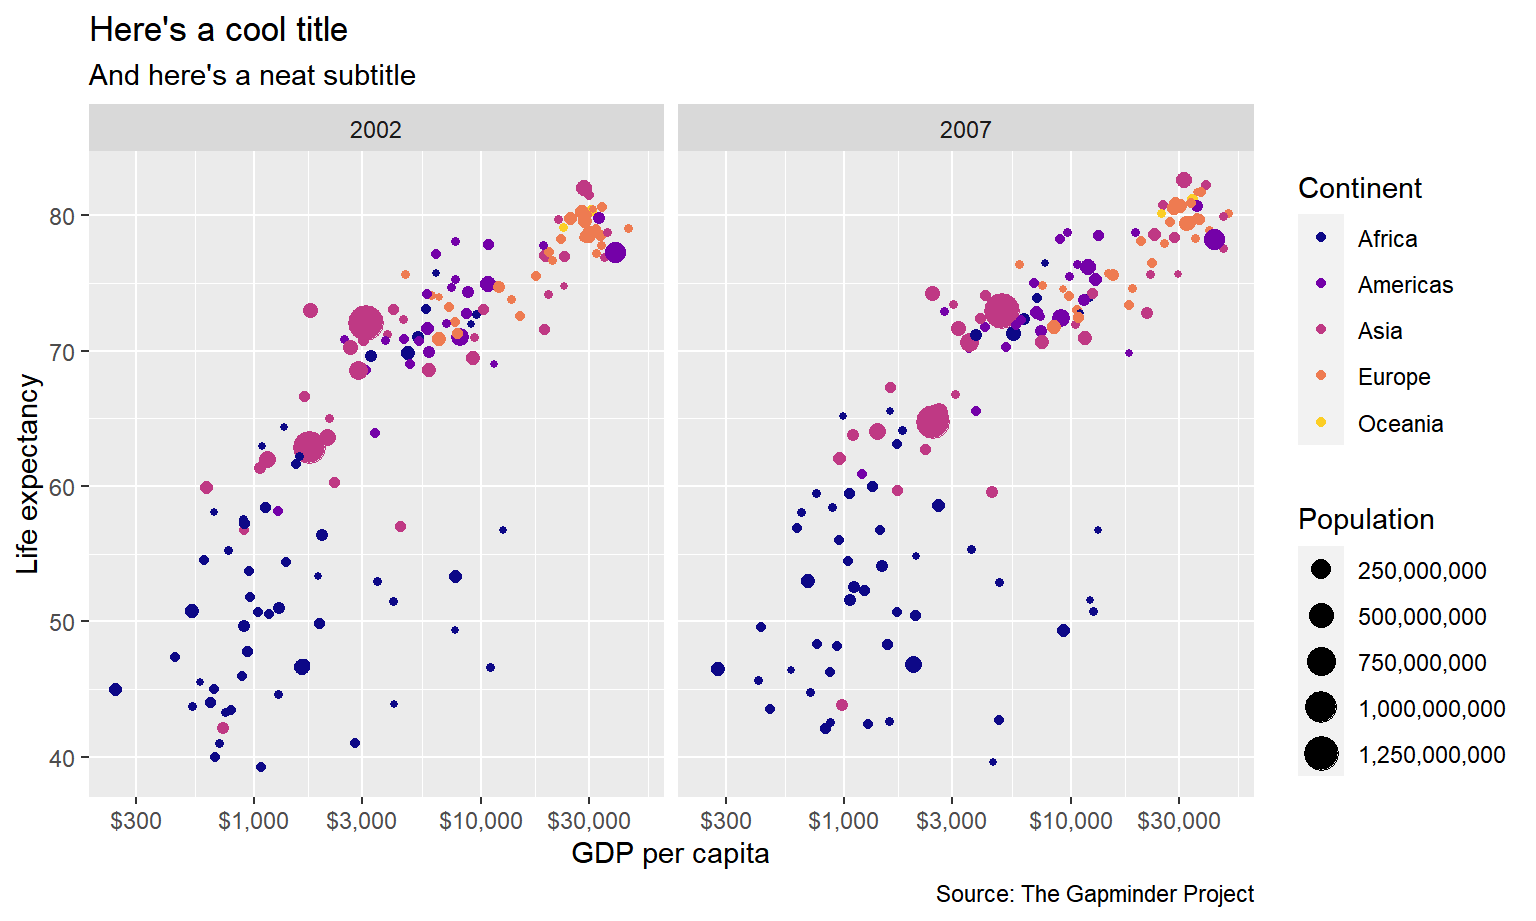 Here's a cool title
And here's a neat subtitle
2002
2007
80
70
60
50
40
Life expectancy
$300
$1,000
$3,000
$10,000
$30,000
$300
$1,000
$3,000
$10,000
$30,000
GDP per capita
Source: The Gapminder Project
Continent
Africa
Americas
Asia
Europe
Oceania
Population
250,000,000
500,000,000
750,000,000
1,000,000,000
1,250,000,000